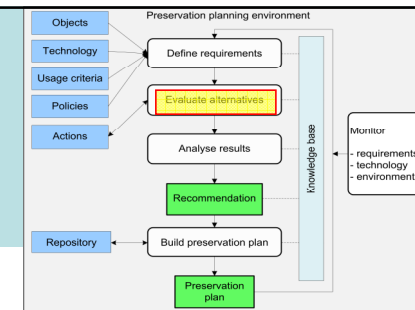 Preservation planning environment
Objects
Technology
Usage criteria
Policies
Actions
Define requirements
Evaluate alternatives
Analyse results
Recommendation
Repository
Build preservation plan
Preservation
plan
Knowledge base
Monitor
- requirements
- technology
- environment